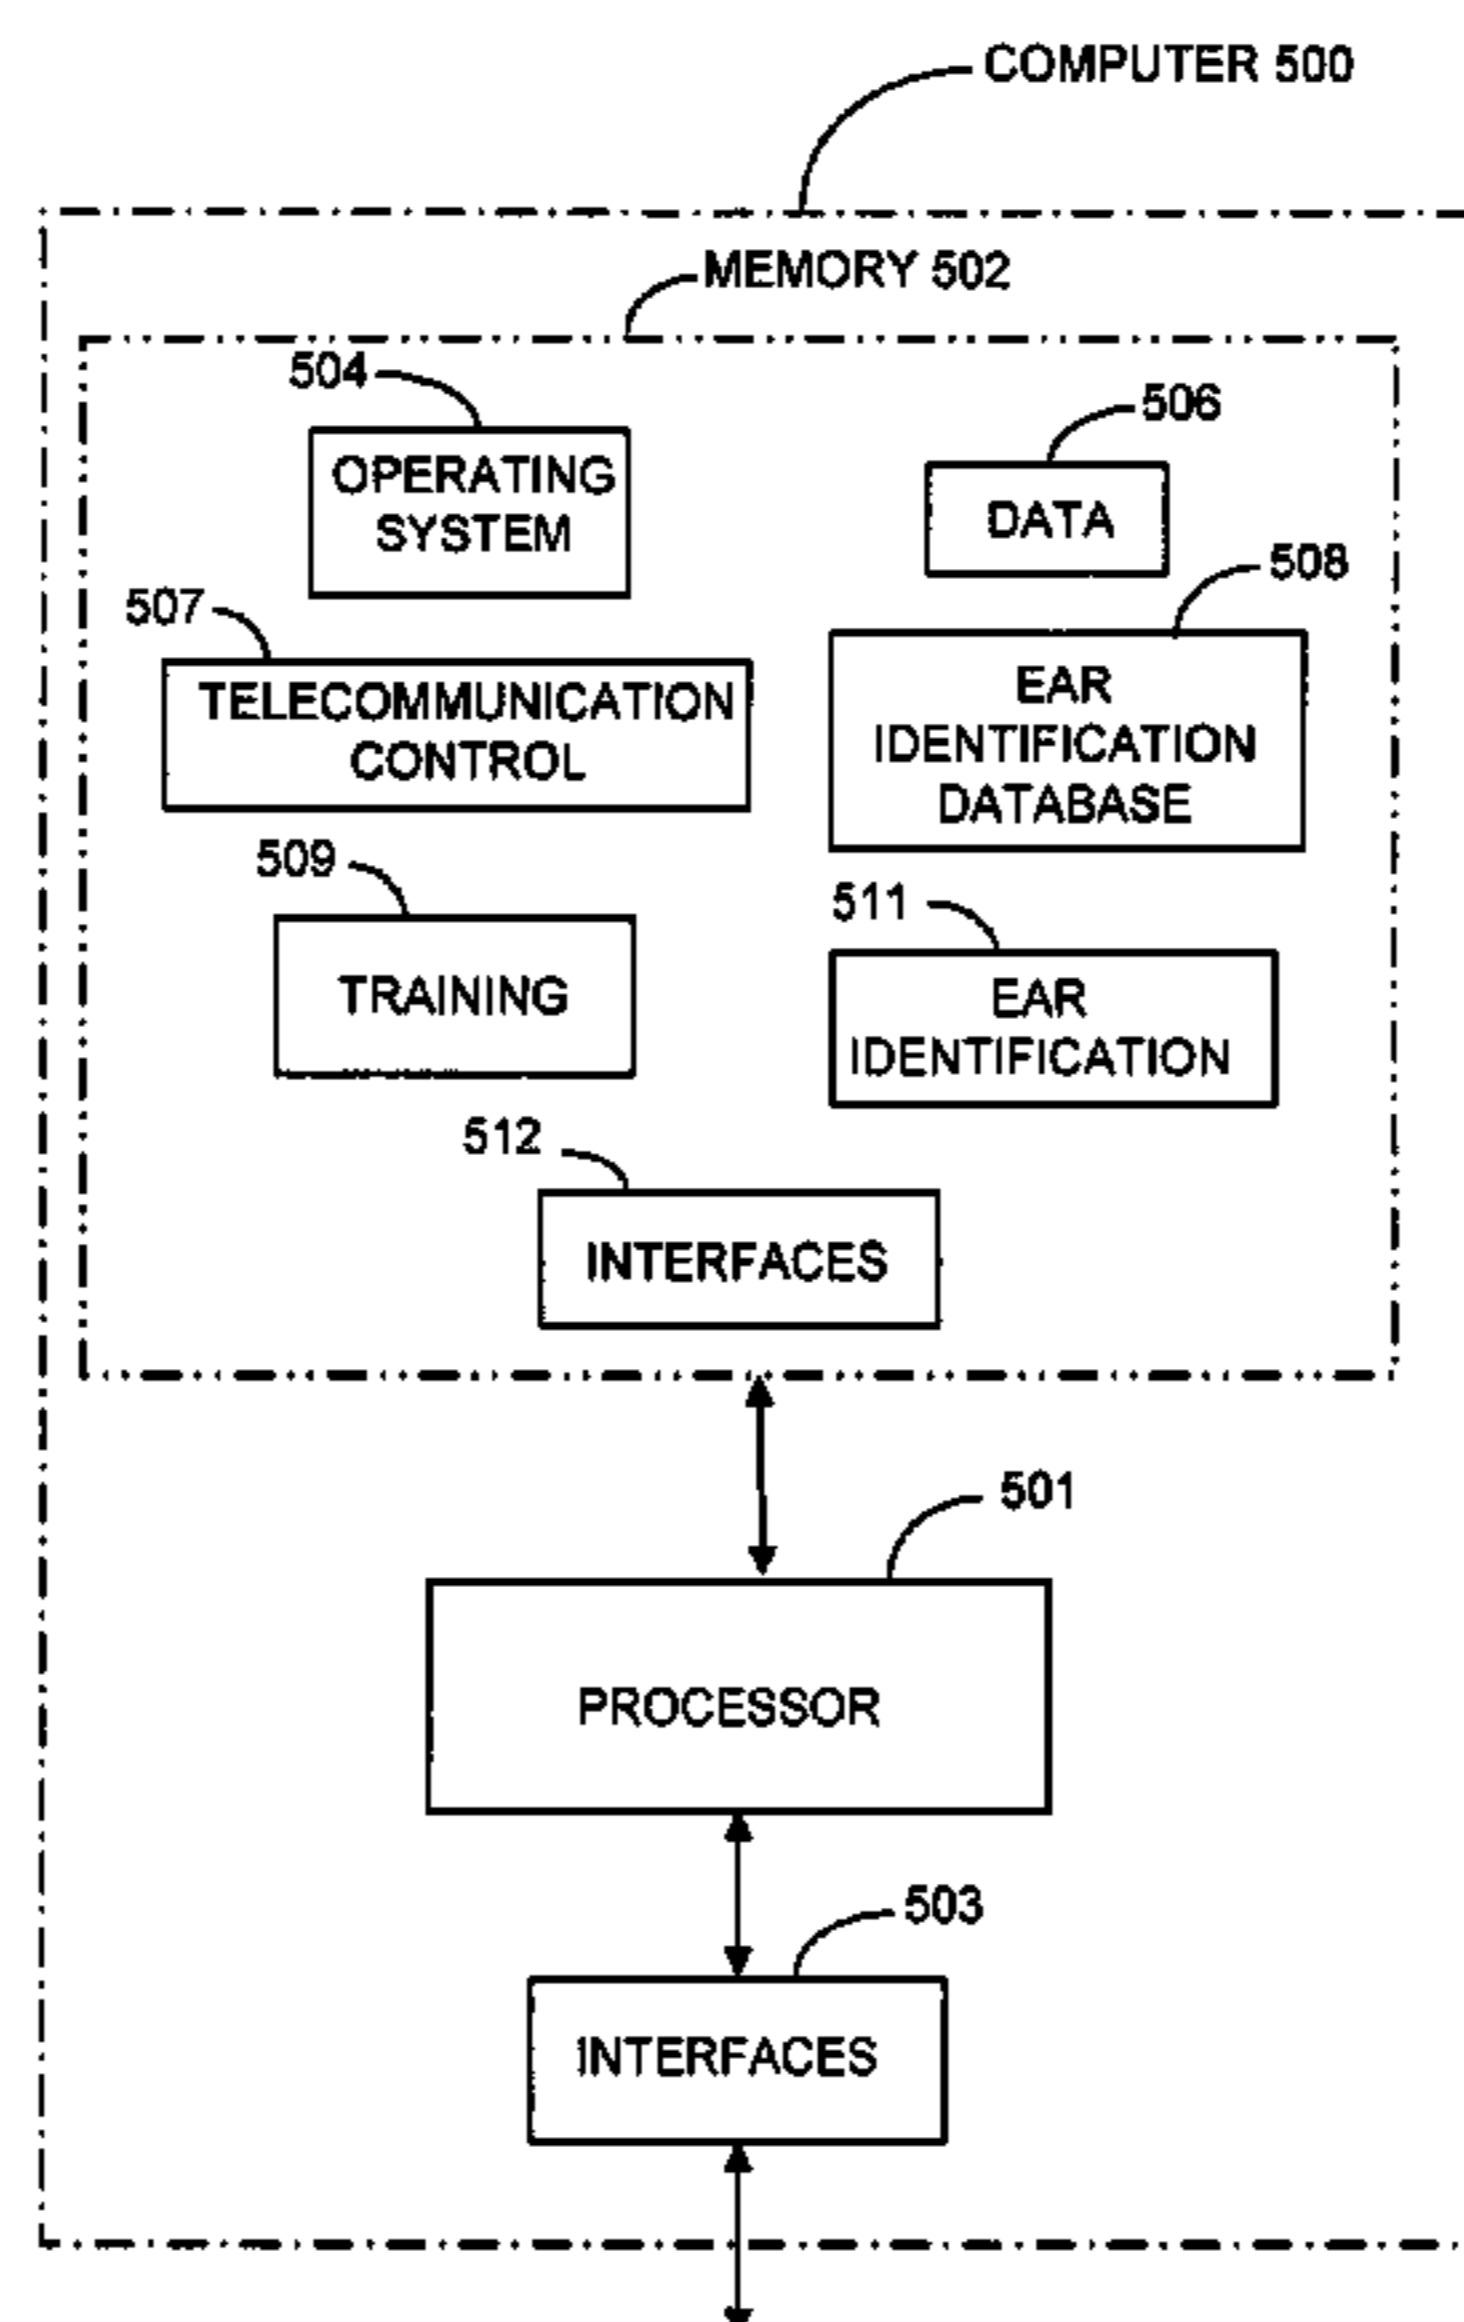 COMPUTER 500
MEMORY 502
504
506
OPERATING
SYSTEM
DATA
508
507
TELECOMMUNICATION
CONTROL
EAR
IDENTIFICATION
DATABASE
509
511
TRAINING
EAR
IDENTIFICATION
512
INTERFACES
501
PROCESSOR
503
INTERFACES